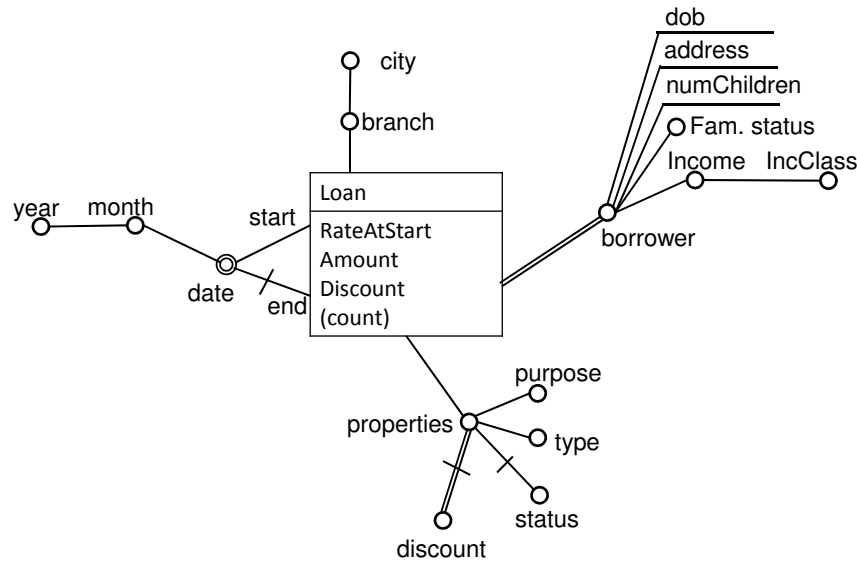 dob
address
numChildren
Fam. status
Income IncClass
borrower
city
branch
Loan
RateAtStart
Amount
Discount
(count)
year month
start
date
end
purpose
properties
type
status
discount